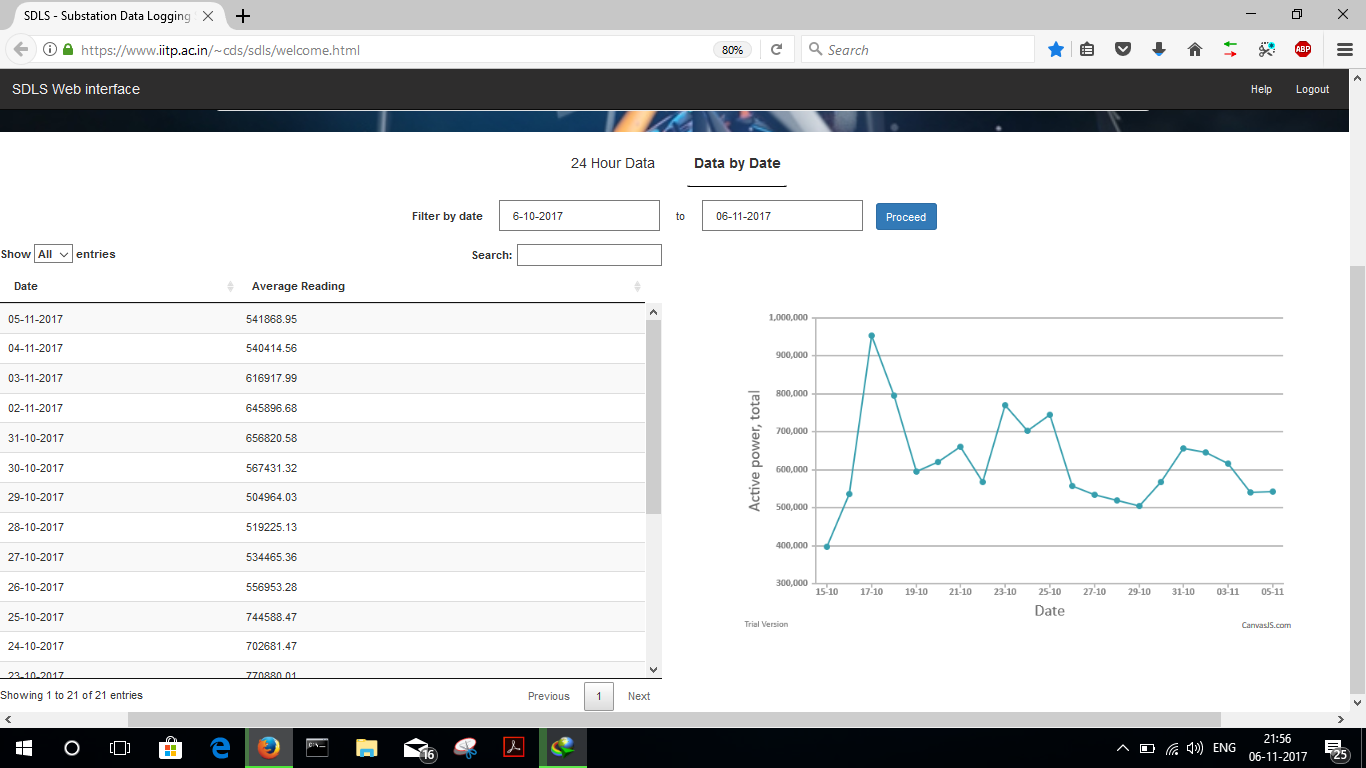 SDLS - Substation Data Logging
https://www.iitp.ac.in/~cds/sdls/welcome.html
80%
Search
ABP
SDLS Web interface
Help
Logout
24 Hour Data
Data by Date
Filter by date
6-10-2017
to
06-11-2017
Proceed
Show All entries
Search:
Date Average Reading
05-11-2017 541868.95
04-11-2017 540414.56
03-11-2017 616917.99
02-11-2017 645896.68
31-10-2017 656820.58
30-10-2017 567431.32
29-10-2017 504964.03
28-10-2017 519225.13
27-10-2017 534465.36
26-10-2017 556953.28
25-10-2017 744588.47
24-10-2017 702681.47
23-10-2017 770880.01
Showing 1 to 21 of 21 entries
Previous 1 Next
1,000,000
900,000
800,000
700,000
600,000
500,000
400,000
300,000
Active power, total
15-10 17-10 19-10 21-10 23-10 25-10 27-10 29-10 31-10 03-11 05-11
Date
Trial Version
CanvasJS.com
16
ENG
21:56
06-11-2017
25